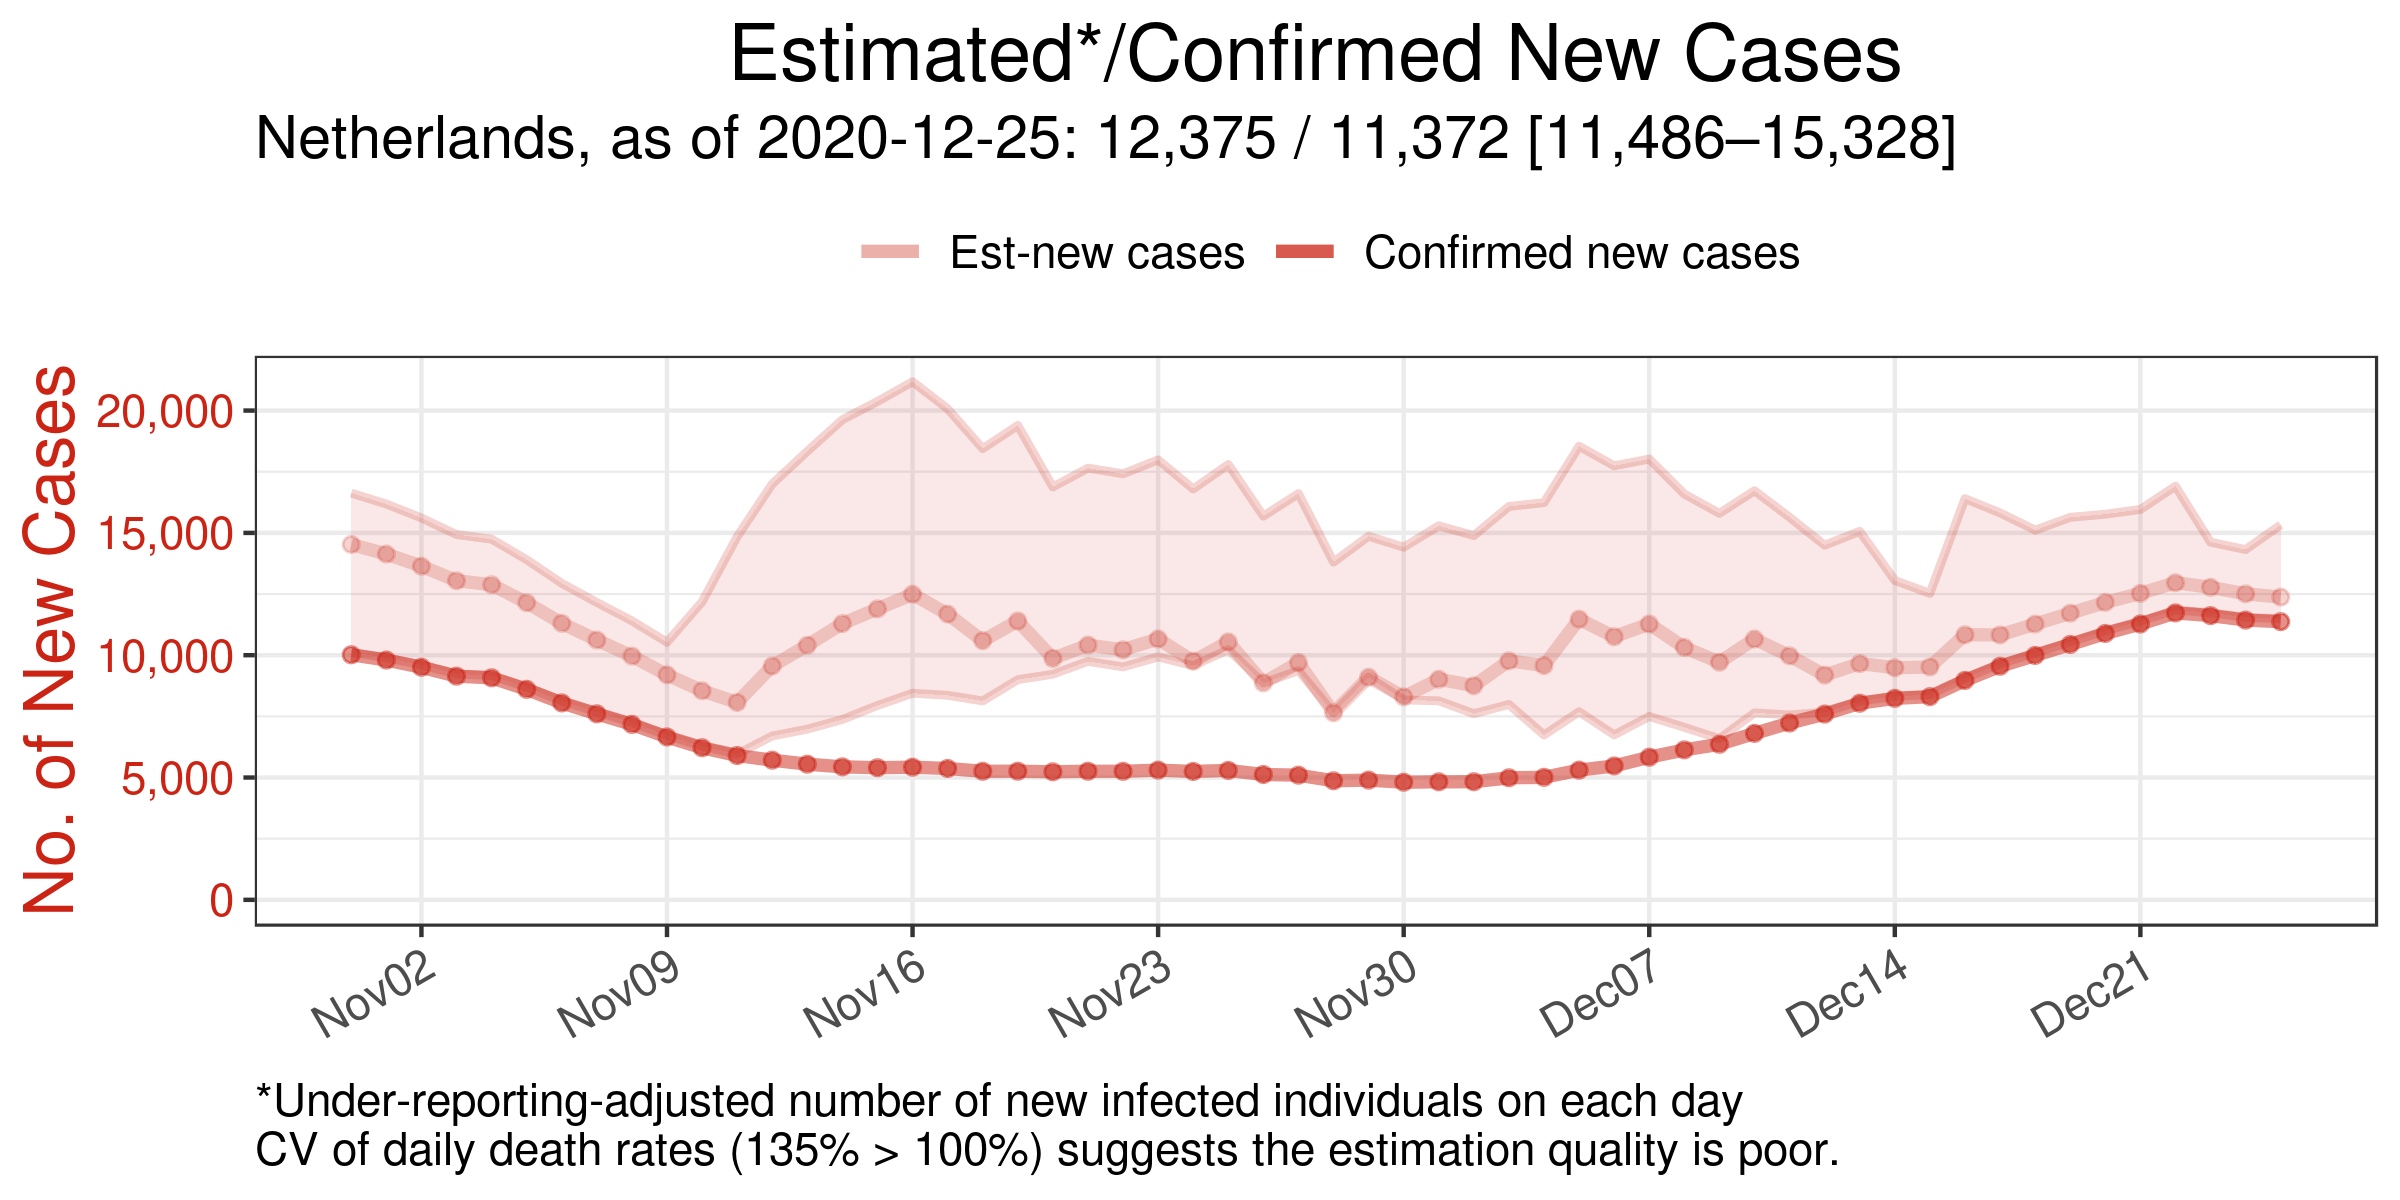 Estimated*/Confirmed New Cases
Netherlands, as of 2020-12-25: 12,375 / 11,372 [11,486–15,328]
Est-new cases Confirmed new cases
No. of New Cases
20,000
15,000
10,000
5,000
0
Nov02 Nov09 Nov16 Nov23 Nov30 Dec07 Dec14 Dec21
*Under-reporting-adjusted number of new infected individuals on each day
CV of daily death rates (135% > 100%) suggests the estimation quality is poor.